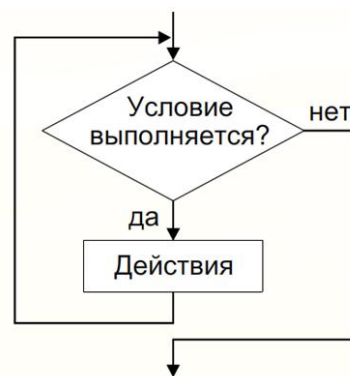 Условие
выполняется?
нет
да
Действия